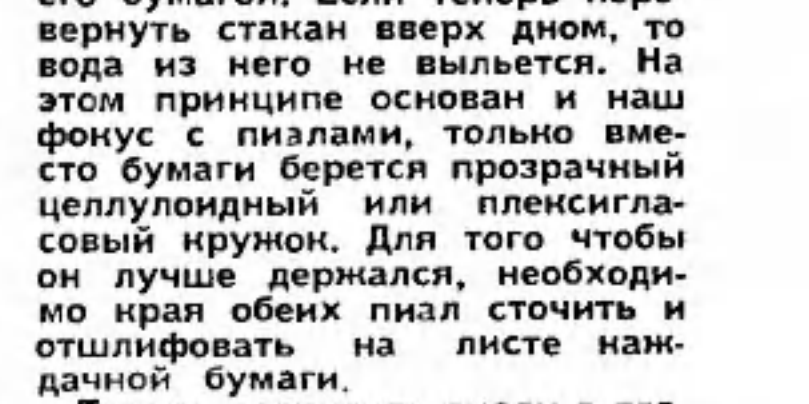 вернуть стакан вверх дном, то
вода из него не выльется. На
этом принципе основан и наш
фокус с пиалами, только вме-
сто бумаги берется прозрачный
целлулоидный или плексигла-
совый кружок. Для того чтобы
он лучше держался, необходи-
мо края обеих пиал сточить и
отшлифовать на листе наж-
дачной бумаги.